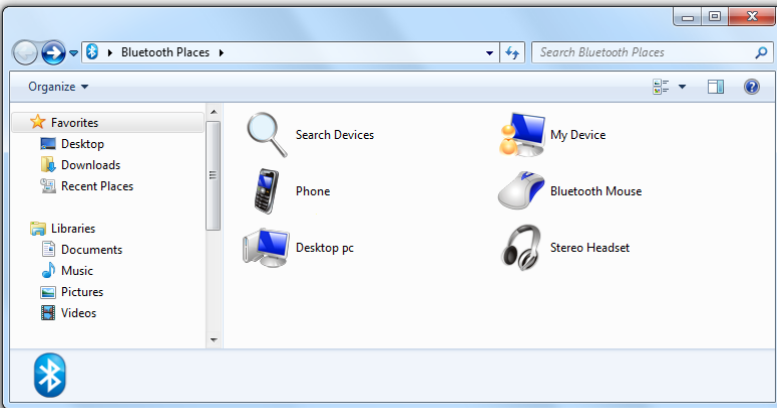 Bluetooth Places
Search Bluetooth Places
Organize
Favorites
Desktop
Downloads
Recent Places
Libraries
Documents
Music
Pictures
Videos
Search Devices
My Device
Phone
Bluetooth Mouse
Desktop pc
Stereo Headset